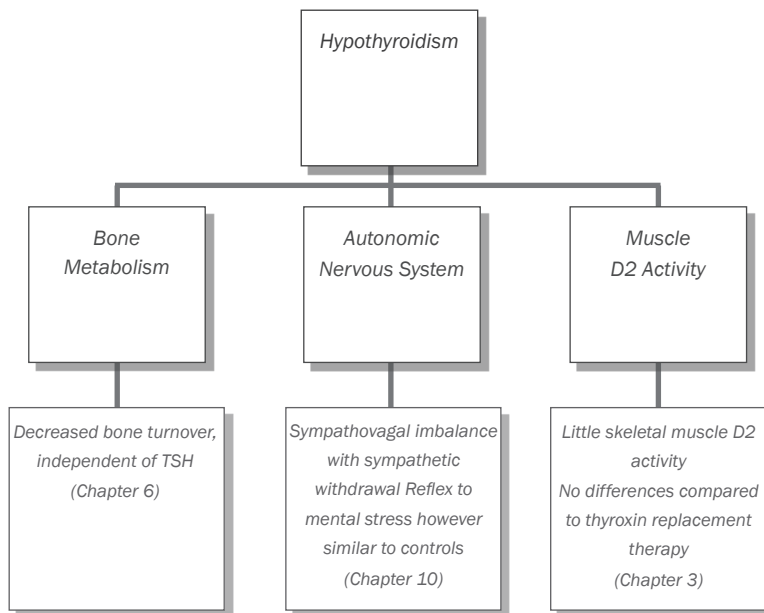 Hypothyroidism
Bone
Metabolism
Autonomic
Nervous System
Muscle
D2 Activity
Decreased bone turnover,
independent of TSH
(Chapter 6)
Sympathovagal imbalance
with sympathetic
withdrawal Reflex to
mental stress however
similar to controls
(Chapter 10)
Little skeletal muscle D2
activity
No differences compared
to thyroxin replacement
therapy
(Chapter 3)